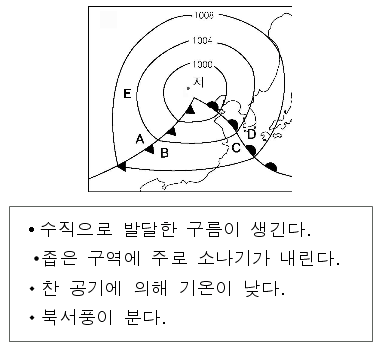 1008
1004
1000
시
E
A
B
C
D
• 수직으로 발달한 구름이 생긴다.
• 좁은 구역에 주로 소나기가 내린다.
• 찬 공기에 의해 기온이 낮다.
• 북서풍이 분다.